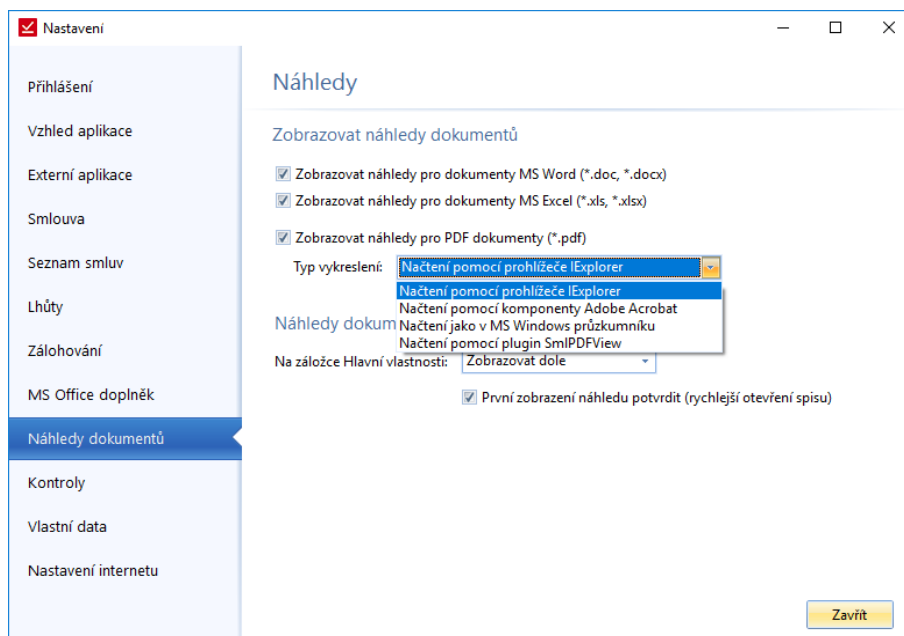 Nastavení
Přihlášení
Vzhled aplikace
Externí aplikace
Smlouva
Seznam smluv
Lhůty
Zálohování
MS Office doplněk
Náhledy dokumentů
Kontroly
Vlastní data
Nastavení internetu
Náhledy
Zobrazovat náhledy dokumentů
Zobrazovat náhledy pro dokumenty MS Word (*.doc, *.docx)
Zobrazovat náhledy pro dokumenty MS Excel (*.xls, *.xlsx)
Zobrazovat náhledy pro PDF dokumenty (*.pdf)
Typ vykreslení: Načtení pomocí prohlížeče IExplorer
Načtení pomocí prohlížeče IExplorer
Načtení pomocí komponenty Adobe Acrobat
Načtení jako v MS Windows průzkumníku
Načtení pomocí plugin SmlPDFView
Náhledy
Na záložce Hlavní vlastnosti: Zobrazovat dole
První zobrazení náhledu potvrdit (rychlejší otevření spisu)
Zavřít